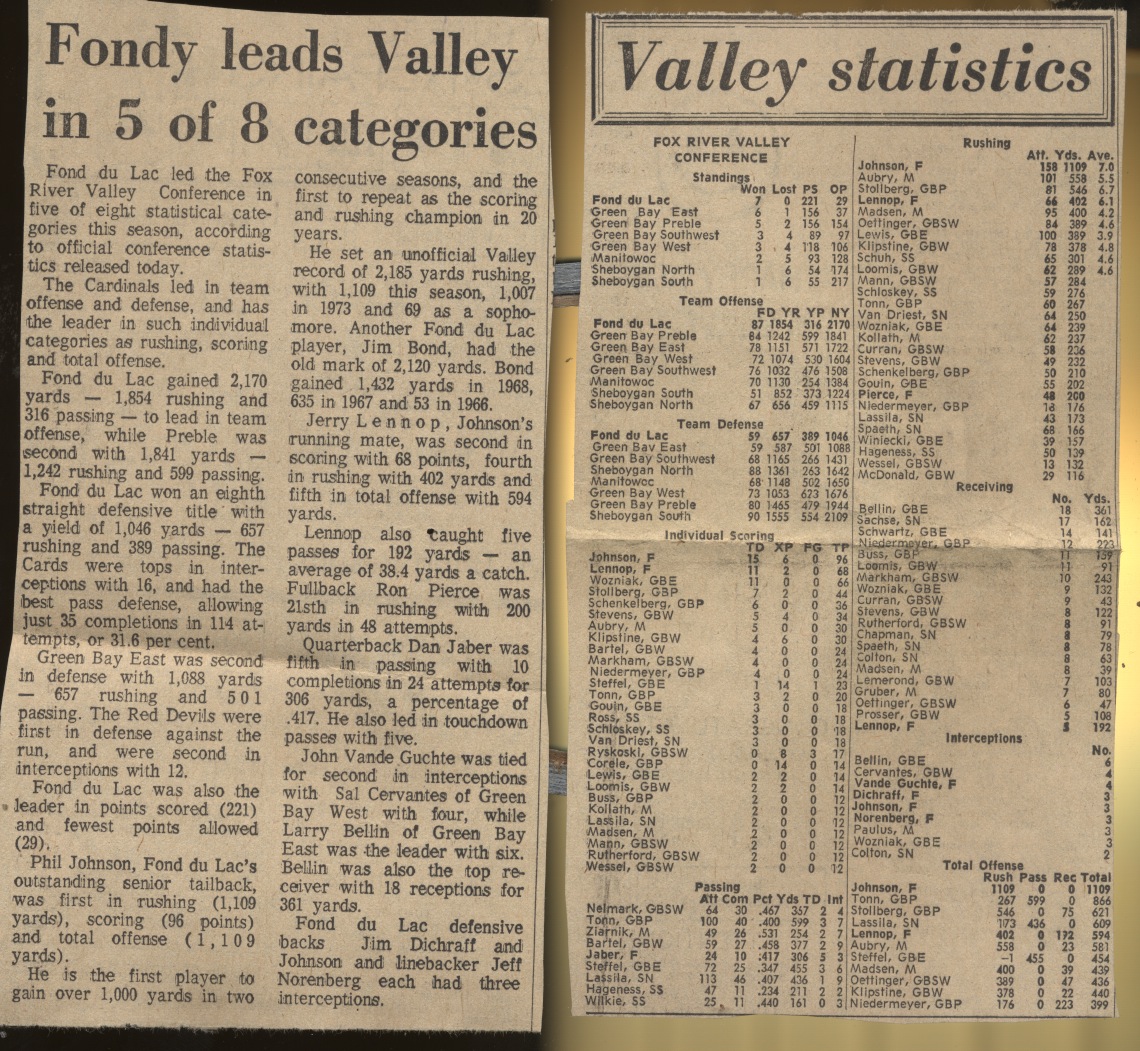 Fondy leads Valley
in 5 of 8 categories
Fond du Lac led the Fox
River Valley Conference in
five of eight statistical cate-
gories this season, according
to official conference statis-
tics released today.
The Cardinals led in team
offense and defense, and has
the leader in such individual
categories as rushing, scoring
and total offense.
Fond du Lac gained 2,170
yards — 1,854 rushing and
316 passing — to lead in team
offense, while Preble was
second with 1,841 yards —
1,242 rushing and 599 passing.
Fond du Lac won an eighth
straight defensive title with
a yield of 1,046 yards — 657
rushing and 389 passing. The
Cards were tops in inter-
ceptions with 16, and had the
best pass defense, allowing
just 35 completions in 114 at-
tempts, or 31.6 per cent.
Green Bay East was second
in defense with 1,088 yards
— 657 rushing and 501
passing. The Red Devils were
first in defense against the
run, and were second in
interceptions with 12.
Fond du Lac was also the
leader in points scored (221)
and fewest points allowed
(29).
Phil Johnson, Fond du Lac's
outstanding senior tailback,
was first in rushing (1,109
yards), scoring (96 points)
and total offense (1,109
yards).
He is the first player to
gain over 1,000 yards in two
consecutive seasons, and the
first to repeat as the scoring
and rushing champion in 20
years.
He set an unofficial Valley
record of 2,185 yards rushing,
with 1,109 this season, 1,007
in 1973 and 69 as a sopho-
more. Another Fond du Lac
player, Jim Bond, had the
old mark of 2,120 yards. Bond
gained 1,432 yards in 1968,
635 in 1967 and 53 in 1966.
Jerry Lennop, Johnson's
running mate, was second in
scoring with 68 points, fourth
in rushing with 402 yards and
fifth in total offense with 594
yards.
Lennop also caught five
passes for 192 yards — an
average of 38.4 yards a catch.
Fullback Ron Pierce was
21sth in rushing with 200
yards in 48 attempts.
Quarterback Dan Jaber was
fifth in passing with 10
completions in 24 attempts for
306 yards, a percentage of
.417. He also led in touchdown
passes with five.
John Vande Guchte was tied
for second in interceptions
with Sal Cervantes of Green
Bay West with four, while
Larry Bellin of Green Bay
East was the leader with six.
Bellin was also the top re-
ceiver with 18 receptions for
361 yards.
Fond du Lac defensive
backs Jim Dichraff and
Johnson and linebacker Jeff
Norenberg each had three
interceptions.
Valley statistics
FOX RIVER VALLEY
CONFERENCE
Standings
Won Lost PS OP
Fond du Lac 7 0 221 29
Green Bay East 6 1 156 37
Green Bay Preble 5 2 156 154
Green Bay Southwest 3 4 89 97
Green Bay West 3 4 118 106
Manitowoc 2 5 93 128
Sheboygan North 1 6 54 174
Sheboygan South 1 6 55 217
Team Offense
FD YR YP NY
Fond du Lac 87 1854 316 2170
Green Bay Preble 84 1242 599 1841
Green Bay East 78 1151 571 1722
Green Bay West 72 1074 530 1604
Green Bay Southwest 76 1032 476 1508
Manitowoc 70 1130 254 1384
Sheboygan South 51 852 373 1224
Sheboygan North 67 656 459 1115
Team Defense
Fond du Lac 59 657 389 1046
Green Bay East 59 587 501 1088
Green Bay Southwest 68 1165 266 1431
Sheboygan North 88 1361 263 1642
Manitowoc 68 1148 502 1650
Green Bay West 73 1053 623 1676
Green Bay Preble 80 1465 479 1944
Sheboygan South 90 1555 554 2109
Individual Scoring
TD XP FG TP
Johnson, F 15 6 0 96
Lennop, F 11 2 0 68
Wozniak, GBE 11 0 0 66
Stollberg, GBP 7 2 0 44
Schenkelberg, GBP 6 0 0 36
Stevens, GBW 5 4 0 34
Aubry, M 5 0 0 30
Klipstine, GBW 4 6 0 30
Bartel, GBW 4 0 0 24
Markham, GBSW 4 0 0 24
Niedermeyer, GBP 4 0 0 24
Steffel, GBE 1 14 1 23
Tonn, GBP 3 2 0 20
Gouin, GBE 3 0 0 18
Ross, SS 3 0 0 18
Schloskey, SS 3 0 0 18
Van Driest, SN 3 0 0 18
Ryskoski, GBSW 0 8 3 17
Corele, GBP 0 14 0 14
Lewis, GBE 2 2 0 14
Loomis, GBW 2 2 0 14
Buss, GBP 2 0 0 12
Kollath, M 2 0 0 12
Lassila, SN 2 0 0 12
Madsen, M 2 0 0 12
Mann, GBSW 2 0 0 12
Rutherford, GBSW 2 0 0 12
Wessel, GBSW 2 0 0 12
Passing
Att Com Pct Yds TD Int
Nelmark, GBSW 64 30 .467 357 2 4
Tonn, GBP 100 40 .400 599 3 7
Ziarnik, M 49 26 .531 254 2 7
Bartel, GBW 59 27 .458 377 2 9
Jaber, F 24 10 .417 306 5 3
Steffel, GBE 72 25 .347 455 3 6
Lassila, SN 113 46 .407 436 1 9
Hageness, SS 47 11 .234 211 2 2
Wilkie, SS 25 11 .440 161 0 3
Rushing
Att. Yds. Ave.
Johnson, F 158 1109 7.0
Aubry, M 101 558 5.5
Stollberg, GBP 81 546 6.7
Lennop, F 66 402 6.1
Madsen, M 95 400 4.2
Oettinger, GBSW 84 389 4.6
Lewis, GBE 100 389 3.9
Klipstine, GBW 78 378 4.8
Schuh, SS 65 301 4.6
Loomis, GBW 62 289 4.6
Mann, GBSW 57 284
Schloskey, SS 59 276
Tonn, GBP 60 267
Van Driest, SN 64 250
Wozniak, GBE 64 239
Kollath, M 62 237
Curran, GBSW 58 236
Stevens, GBW 49 232
Schenkelberg, GBP 50 210
Gouin, GBE 55 202
Pierce, F 48 200
Niedermeyer, GBP 18 176
Lassila, SN 43 173
Spaeth, SN 68 166
Winiecki, GBE 39 157
Hageness, SS 50 139
Wessel, GBSW 13 132
McDonald, GBW 29 116
Receiving
No. Yds.
Bellin, GBE 18 361
Sachse, SN 17 162
Schwartz, GBE 14 141
Niedermeyer, GBP 12 223
Buss, GBP 11 159
Loomis, GBW 11 91
Markham, GBSW 10 243
Wozniak, GBE 9 132
Curran, GBSW 9 43
Stevens, GBW 8 122
Rutherford, GBSW 8 91
Chapman, SN 8 79
Spaeth, SN 8 78
Colton, SN 8 63
Madsen, M 8 39
Lemerond, GBW 7 103
Gruber, M 7 80
Oettinger, GBSW 6 47
Prosser, GBW 5 108
Lennop, F 5 192
Interceptions
No.
Bellin, GBE 6
Cervantes, GBW 4
Vande Guchte, F 4
Dichraff, F 3
Johnson, F 3
Norenberg, F 3
Paulus, M 3
Wozniak, GBE 3
Colton, SN 2
Total Offense
Rush Pass Rec Total
Johnson, F 1109 0 0 1109
Tonn, GBP 267 599 0 866
Stollberg, GBP 546 0 75 621
Lassila, SN 173 436 0 609
Lennop, F 402 0 192 594
Aubry, M 558 0 23 581
Steffel, GBE —1 455 0 454
Madsen, M 400 0 39 439
Oettinger, GBSW 389 0 47 436
Klipstine, GBW 378 0 22 440
Niedermeyer, GBP 176 0 223 399